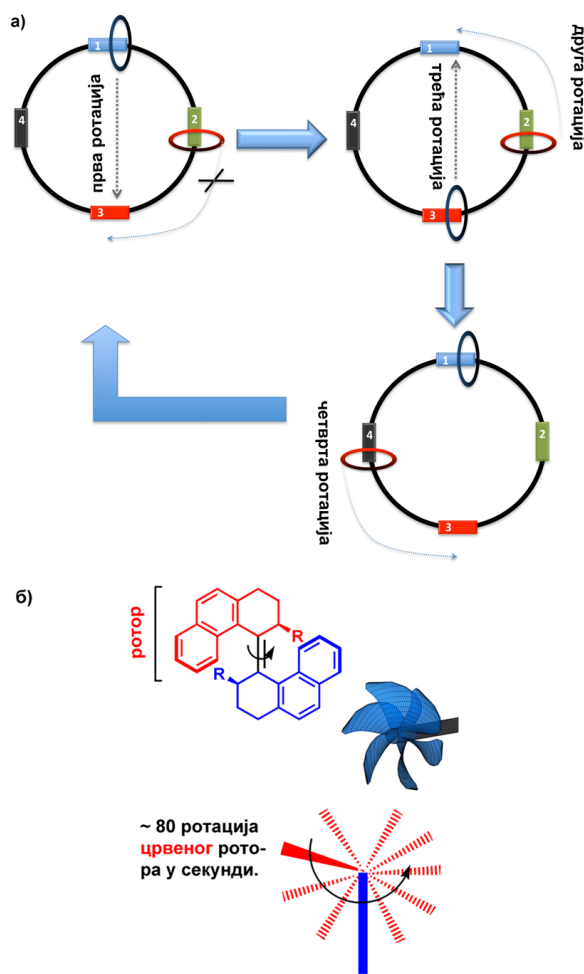 а)
1
2
3
4
прва ротација
1
2
3
4
трећа ротација
друга ротација
1
2
3
4
четврта ротација
б)
ротор
R
R
~ 80 ротација
црвеног рото-
ра у секунди.